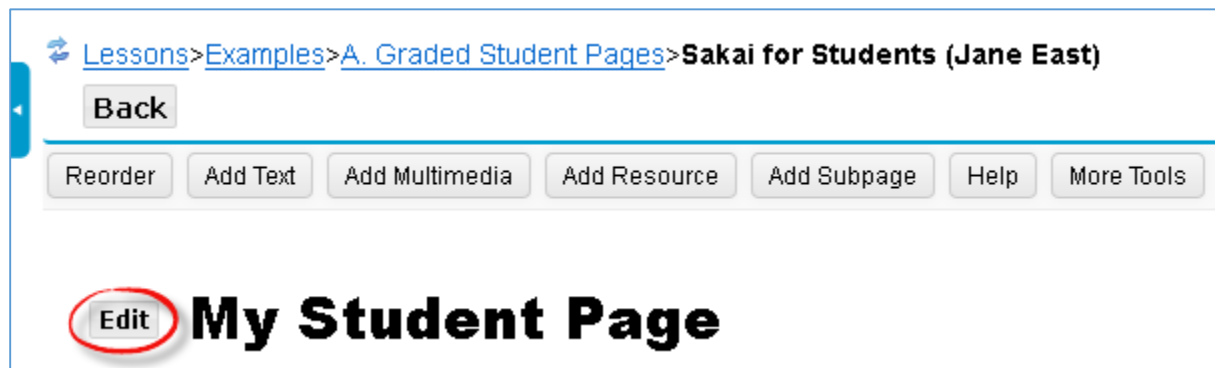 Lessons>Examples>A. Graded Student Pages>Sakai for Students (Jane East)
Back
Reorder Add Text Add Multimedia Add Resource Add Subpage Help More Tools
Edit My Student Page